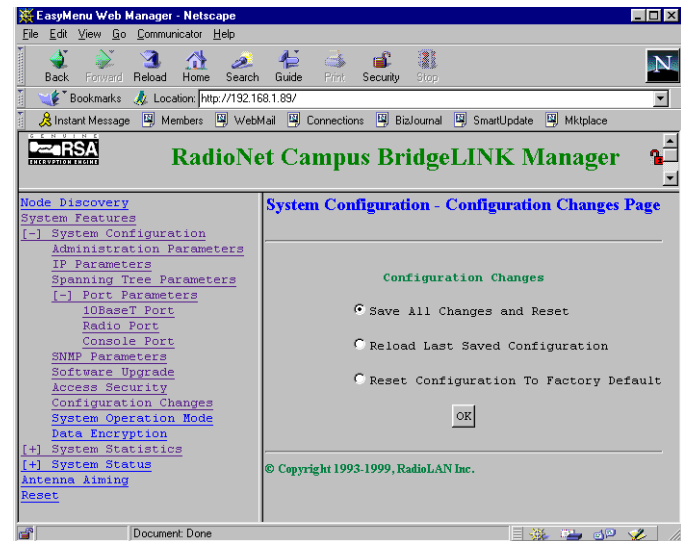 EasyMenu Web Manager - Netscape
File Edit View Go Communicator Help
Back Forward Reload Home Search Guide Print Security Stop
N
Bookmarks Location: http://192.168.1.89/
Instant Message Members WebMail Connections BizJournal SmartUpdate Mktplace
GENUINE
RSA
ENCRYPTION ENGINE
RadioNet Campus BridgeLINK Manager
Node Discovery
System Features
[-] System Configuration
Administration Parameters
IP Parameters
Spanning Tree Parameters
[-] Port Parameters
10BaseT Port
Radio Port
Console Port
SNMP Parameters
Software Upgrade
Access Security
Configuration Changes
System Operation Mode
Data Encryption
[+] System Statistics
[+] System Status
Antenna Aiming
Reset
System Configuration - Configuration Changes Page
Configuration Changes
Save All Changes and Reset
Reload Last Saved Configuration
Reset Configuration To Factory Default
OK
© Copyright 1993-1999, RadioLAN Inc.
Document: Done